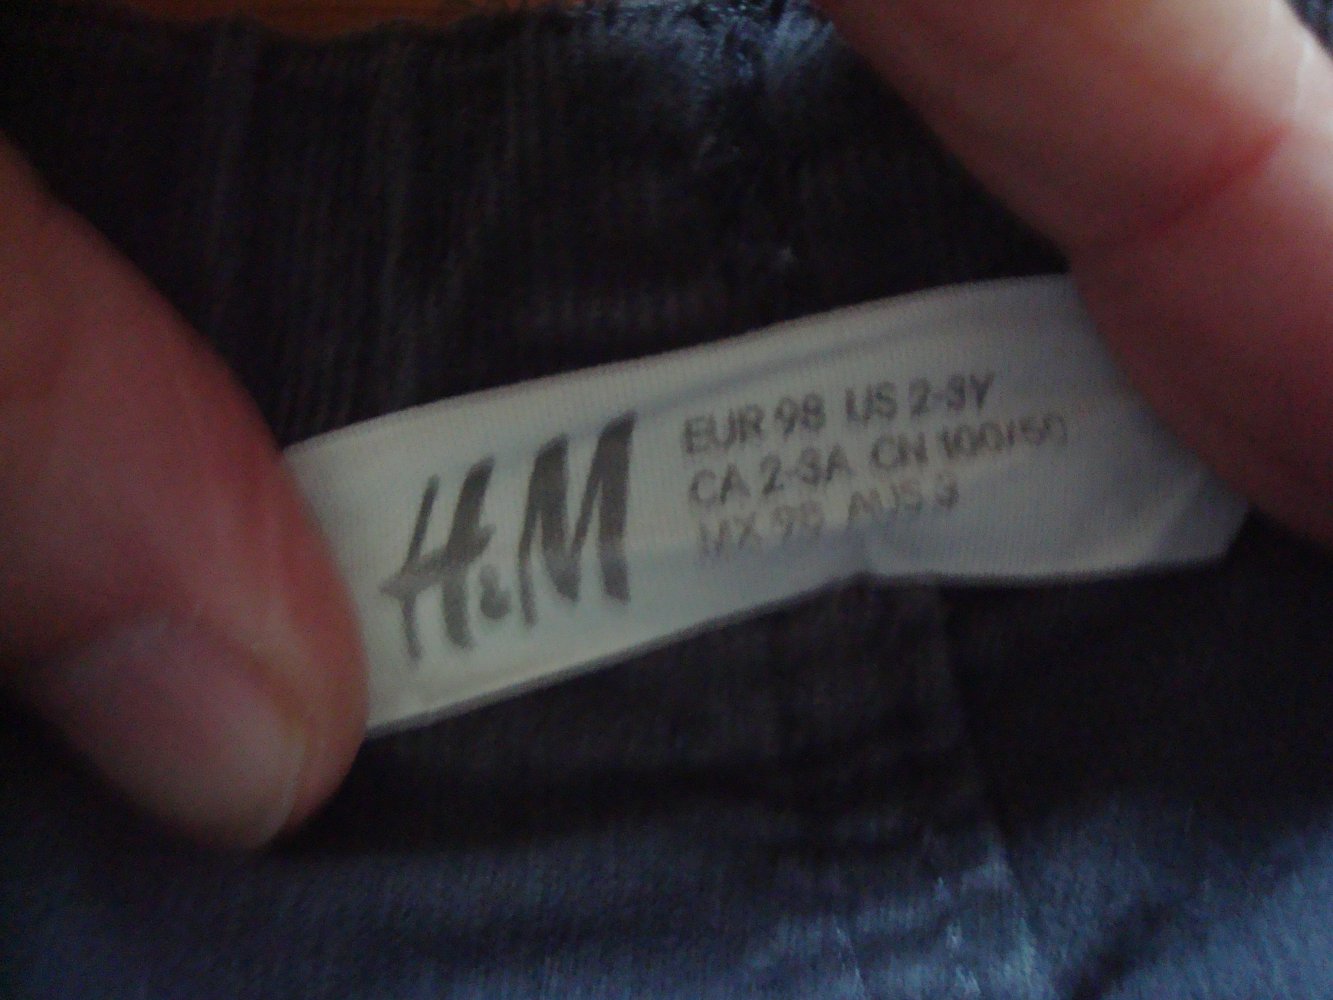 H&M
EUR 98 US 2-3Y
CA 2-3A CN 100/50
MX 98 AUS 3